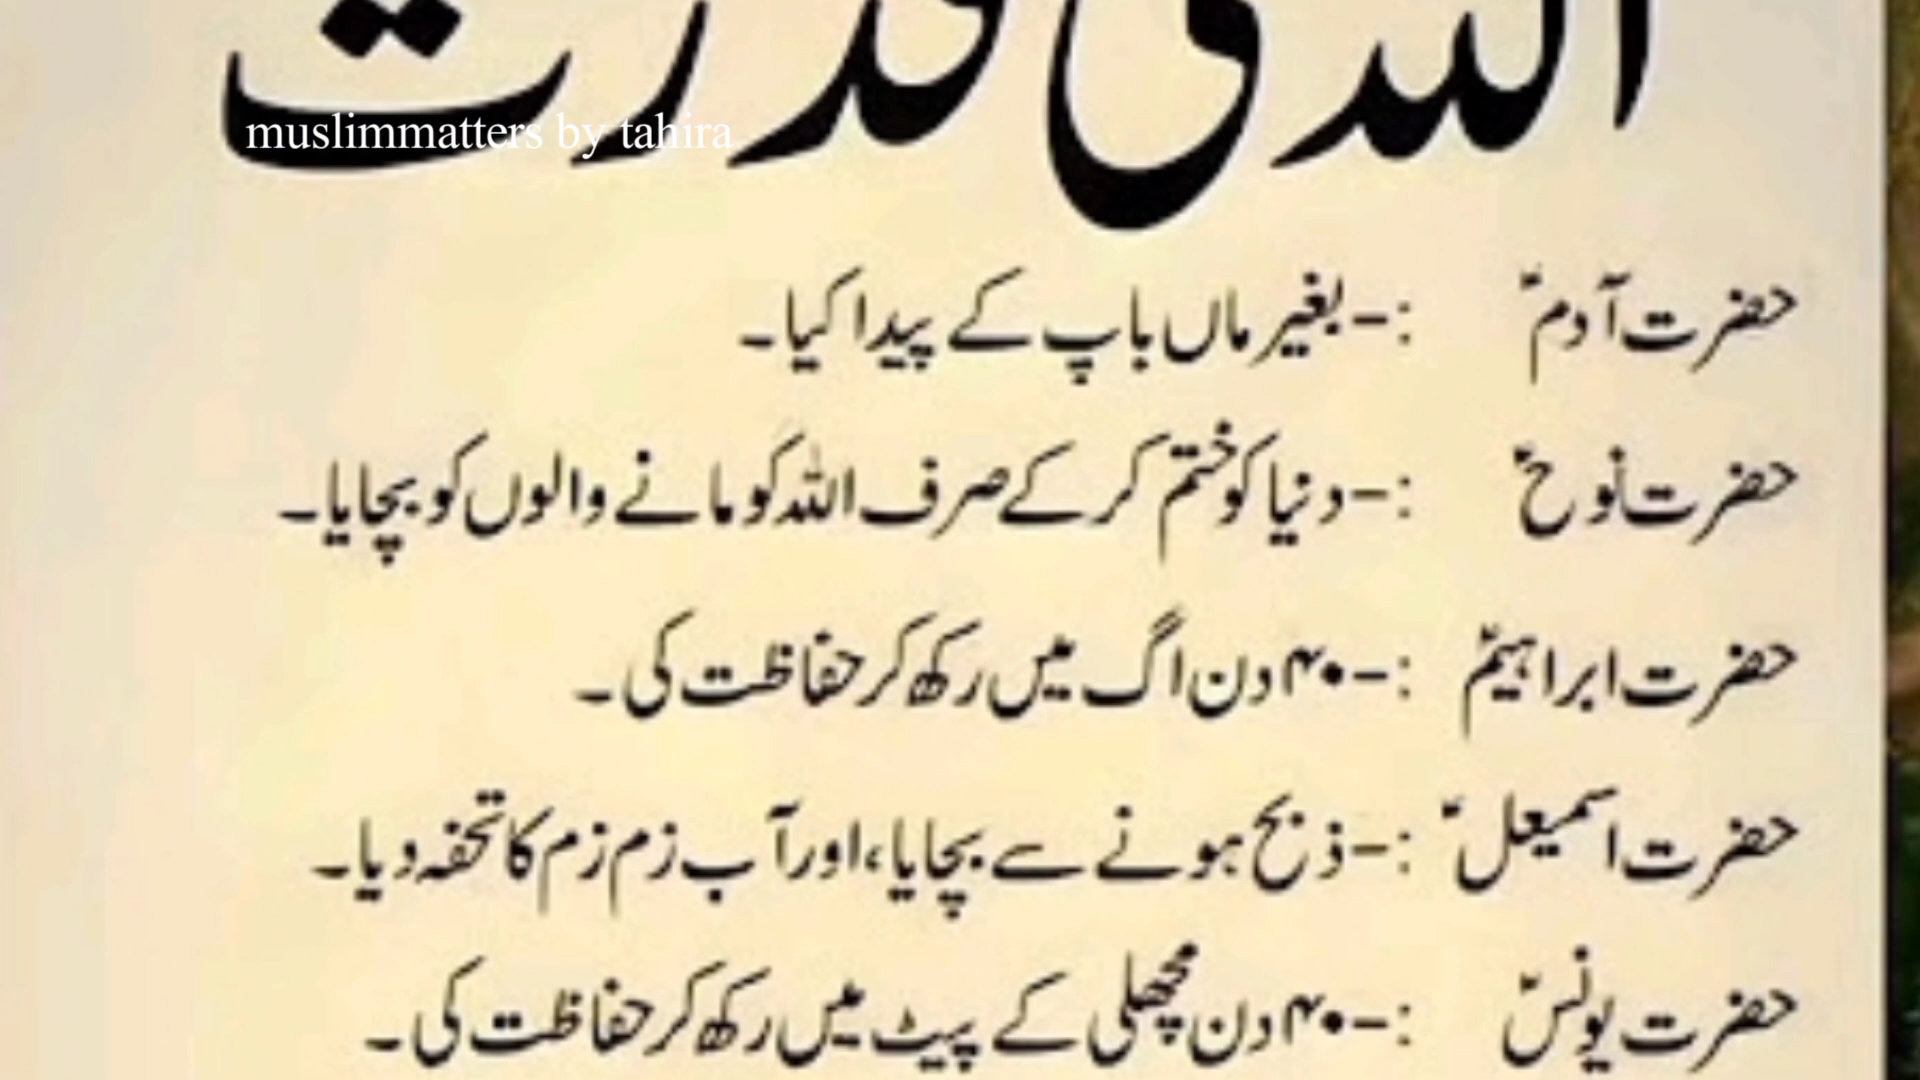 اللہ کی قدرت
muslimmatters by tahira
حضرت آدمؑ :- بغیر ماں باپ کے پیدا کیا۔
حضرت نوحؑ :- دنیا کو ختم کر کے صرف اللہ کو مانے والوں کو بچایا۔
حضرت ابراہیمؑ :- ۴۰ دن اگ میں رکھ کر حفاظت کی۔
حضرت اسمیعلؑ :- ذبح ہونے سے بچایا، اور آب زم زم کا تحفہ دیا۔
حضرت یونسؑ :- ۴۰ دن مچھلی کے پیٹ میں رکھ کر حفاظت کی۔